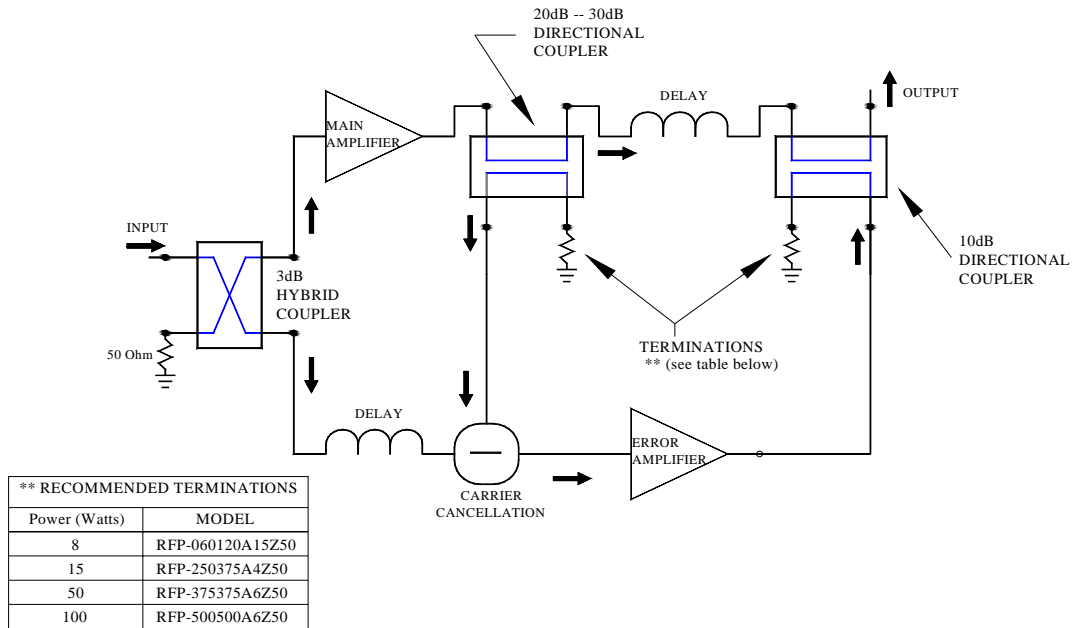 20dB -- 30dB
DIRECTIONAL
COUPLER
DELAY
OUTPUT
MAIN
AMPLIFIER
INPUT
3dB
HYBRID
COUPLER
10dB
DIRECTIONAL
COUPLER
50 Ohm
TERMINATIONS
** (see table below)
DELAY
ERROR
AMPLIFIER
CARRIER
CANCELLATION
** RECOMMENDED TERMINATIONS
Power (Watts) MODEL
8 RFP-060120A15Z50
15 RFP-250375A4Z50
50 RFP-375375A6Z50
100 RFP-500500A6Z50